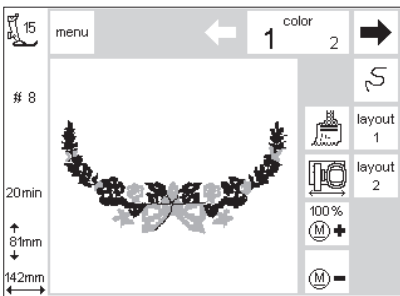 15
menu
color
1 2
# 8
layout
1
layout
2
20min
100%
M +
81mm
142mm
M -